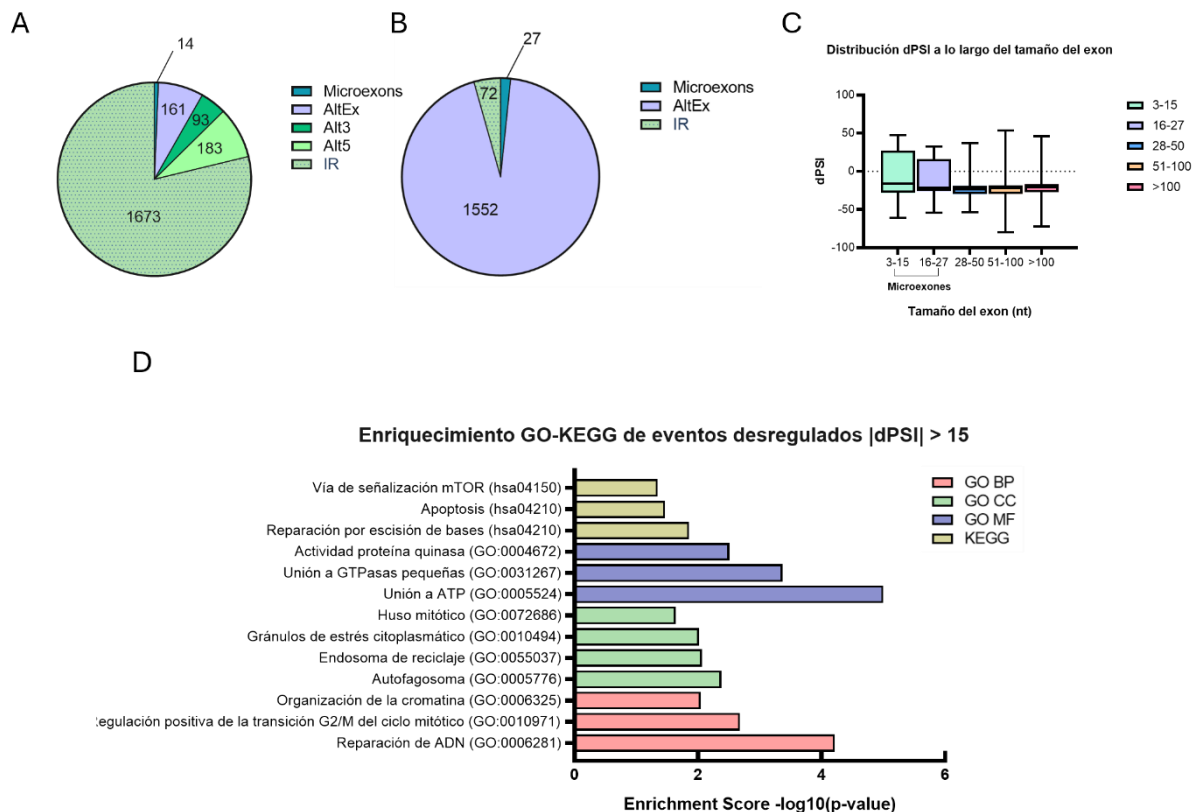 A
14
161
93
183
1673
Microexons
AltEx
Alt3
Alt5
IR
B
27
72
1552
Microexons
AltEx
IR
C
Distribución dPSI a lo largo del tamaño del exon
dPSI
100
50
0
-50
-100
3-15 16-27 28-50 51-100 >100
Microexones
Tamaño del exon (nt)
3-15
16-27
28-50
51-100
>100
D
Enriquecimiento GO-KEGG de eventos desregulados |dPSI| > 15
Vía de señalización mTOR (hsa04150)
Apoptosis (hsa04210)
Reparación por escisión de bases (hsa04210)
Actividad proteína quinasa (GO:0004672)
Unión a GTPasas pequeñas (GO:0031267)
Unión a ATP (GO:0005524)
Huso mitótico (GO:0072686)
Gránulos de estrés citoplasmático (GO:0010494)
Endosoma de reciclaje (GO:0055037)
Autofagosoma (GO:0005776)
Organización de la cromatina (GO:0006325)
egulación positiva de la transición G2/M del ciclo mitótico (GO:0010971)
Reparación de ADN (GO:0006281)
0 2 4 6
Enrichment Score -log10(p-value)
GO BP
GO CC
GO MF
KEGG